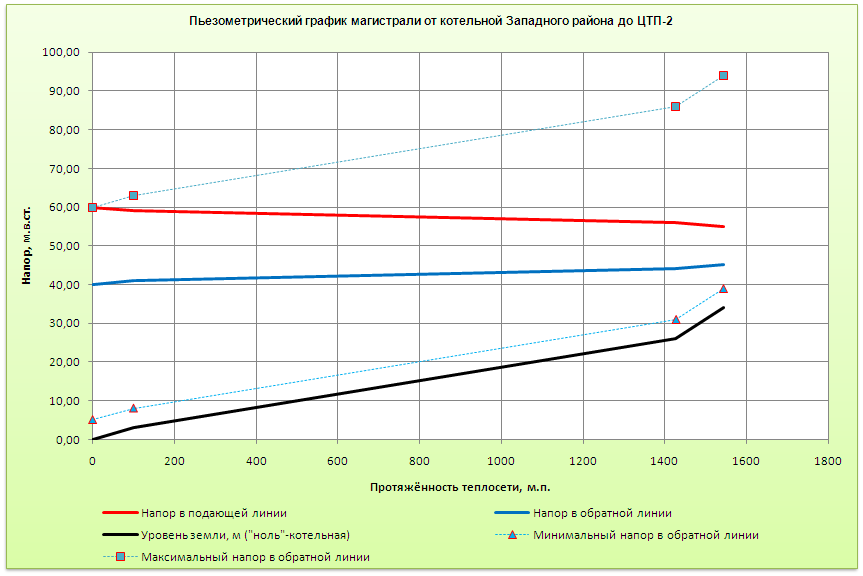 Пьезометрический график магистрали от котельной Западного района до ЦТП-2
100,00
90,00
80,00
70,00
60,00
50,00
40,00
30,00
20,00
10,00
0,00
Напор, м.в.ст.
0 200 400 600 800 1000 1200 1400 1600 1800
Протяжённость теплосети, м.п.
Напор в подающей линии Напор в обратной линии
Уровень земли, м ("ноль"-котельная) Минимальный напор в обратной линии
Максимальный напор в обратной линии